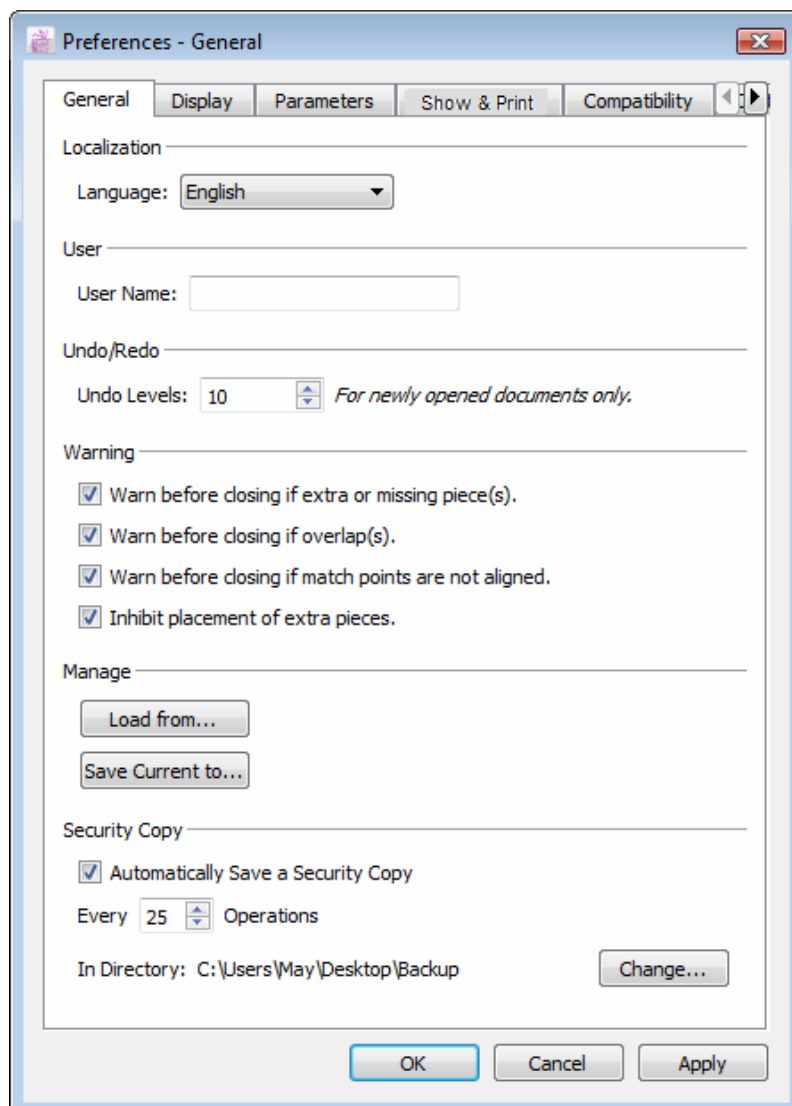 Preferences - General
General Display Parameters Show & Print Compatibility
Localization
Language: English
User
User Name:
Undo/Redo
Undo Levels: 10 For newly opened documents only.
Warning
Warn before closing if extra or missing piece(s).
Warn before closing if overlap(s).
Warn before closing if match points are not aligned.
Inhibit placement of extra pieces.
Manage
Load from...
Save Current to...
Security Copy
Automatically Save a Security Copy
Every 25 Operations
In Directory: C:\Users\May\Desktop\Backup Change...
OK Cancel Apply